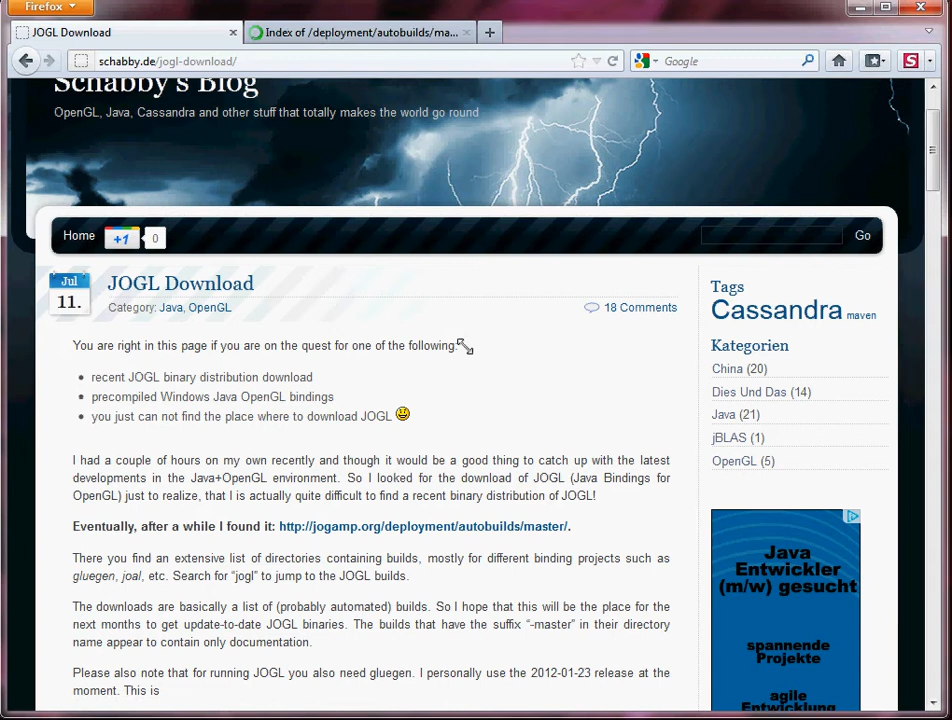 Firefox
JOGL Download
Index of /deployment/autobuilds/ma...
schabby.de/jogl-download/
Google
S
Schabby's Blog
OpenGL, Java, Cassandra and other stuff that totally makes the world go round
Home
+1
0
Go
Jul
11.
JOGL Download
Category: Java, OpenGL
18 Comments
You are right in this page if you are on the quest for one of the following:
recent JOGL binary distribution download
precompiled Windows Java OpenGL bindings
you just can not find the place where to download JOGL
I had a couple of hours on my own recently and though it would be a good thing to catch up with the latest
developments in the Java+OpenGL environment. So I looked for the download of JOGL (Java Bindings for
OpenGL) just to realize, that I is actually quite difficult to find a recent binary distribution of JOGL!
Eventually, after a while I found it: http://jogamp.org/deployment/autobuilds/master/.
There you find an extensive list of directories containing builds, mostly for different binding projects such as
gluegen, joal, etc. Search for “jogl” to jump to the JOGL builds.
The downloads are basically a list of (probably automated) builds. So I hope that this will be the place for the
next months to get update-to-date JOGL binaries. The builds that have the suffix “-master” in their directory
name appear to contain only documentation.
Please also note that for running JOGL you also need gluegen. I personally use the 2012-01-23 release at the
moment. This is
Tags
Cassandra maven
Kategorien
China (20)
Dies Und Das (14)
Java (21)
jBLAS (1)
OpenGL (5)
Java
Entwickler
(m/w) gesucht
spannende
Projekte
agile
Entwicklung